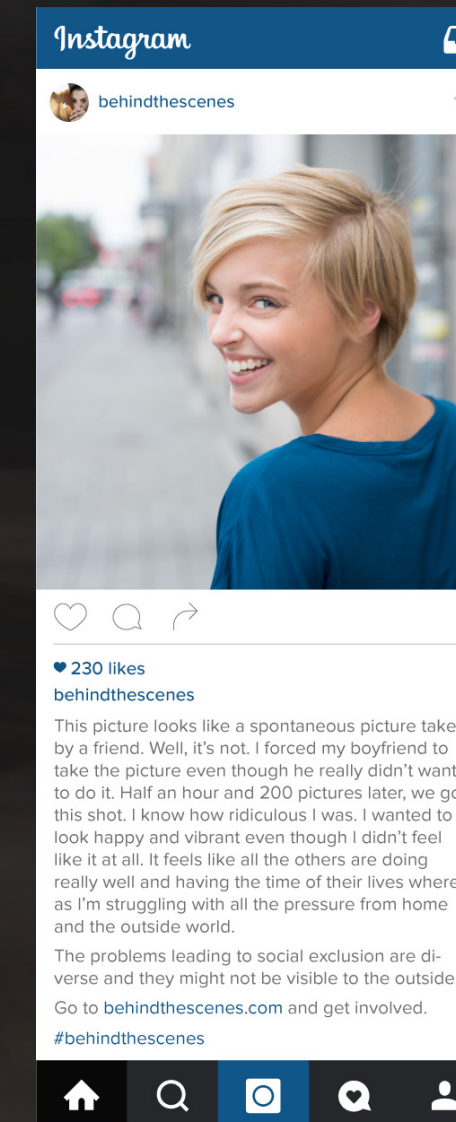 Instagram
behindthescenes
230 likes
behindthescenes
This picture looks like a spontaneous picture take
by a friend. Well, it’s not. I forced my boyfriend to
take the picture even though he really didn’t want
to do it. Half an hour and 200 pictures later, we go
this shot. I know how ridiculous I was. I wanted to
look happy and vibrant even though I didn’t feel
like it at all. It feels like all the others are doing
really well and having the time of their lives where
as I’m struggling with all the pressure from home
and the outside world.
The problems leading to social exclusion are di-
verse and they might not be visible to the outside
Go to behindthescenes.com and get involved.
#behindthescenes